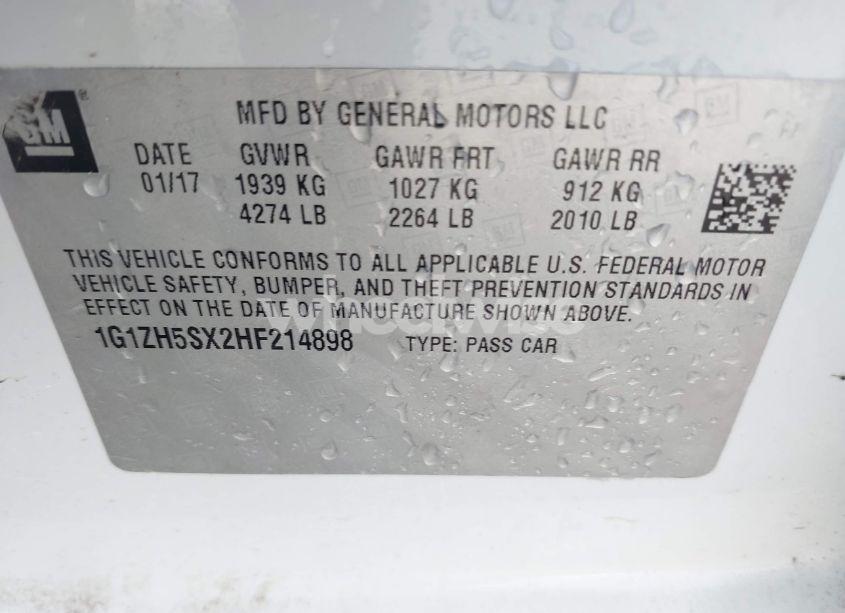 GM®
MFD BY GENERAL MOTORS LLC
DATE GVWR GAWR FRT GAWR RR
01/17 1939 KG 1027 KG 912 KG
4274 LB 2264 LB 2010 LB
THIS VEHICLE CONFORMS TO ALL APPLICABLE U.S. FEDERAL MOTOR
VEHICLE SAFETY, BUMPER, AND THEFT PREVENTION STANDARDS IN
EFFECT ON THE DATE OF MANUFACTURE SHOWN ABOVE.
1G1ZH5SX2HF214898 TYPE: PASS CAR